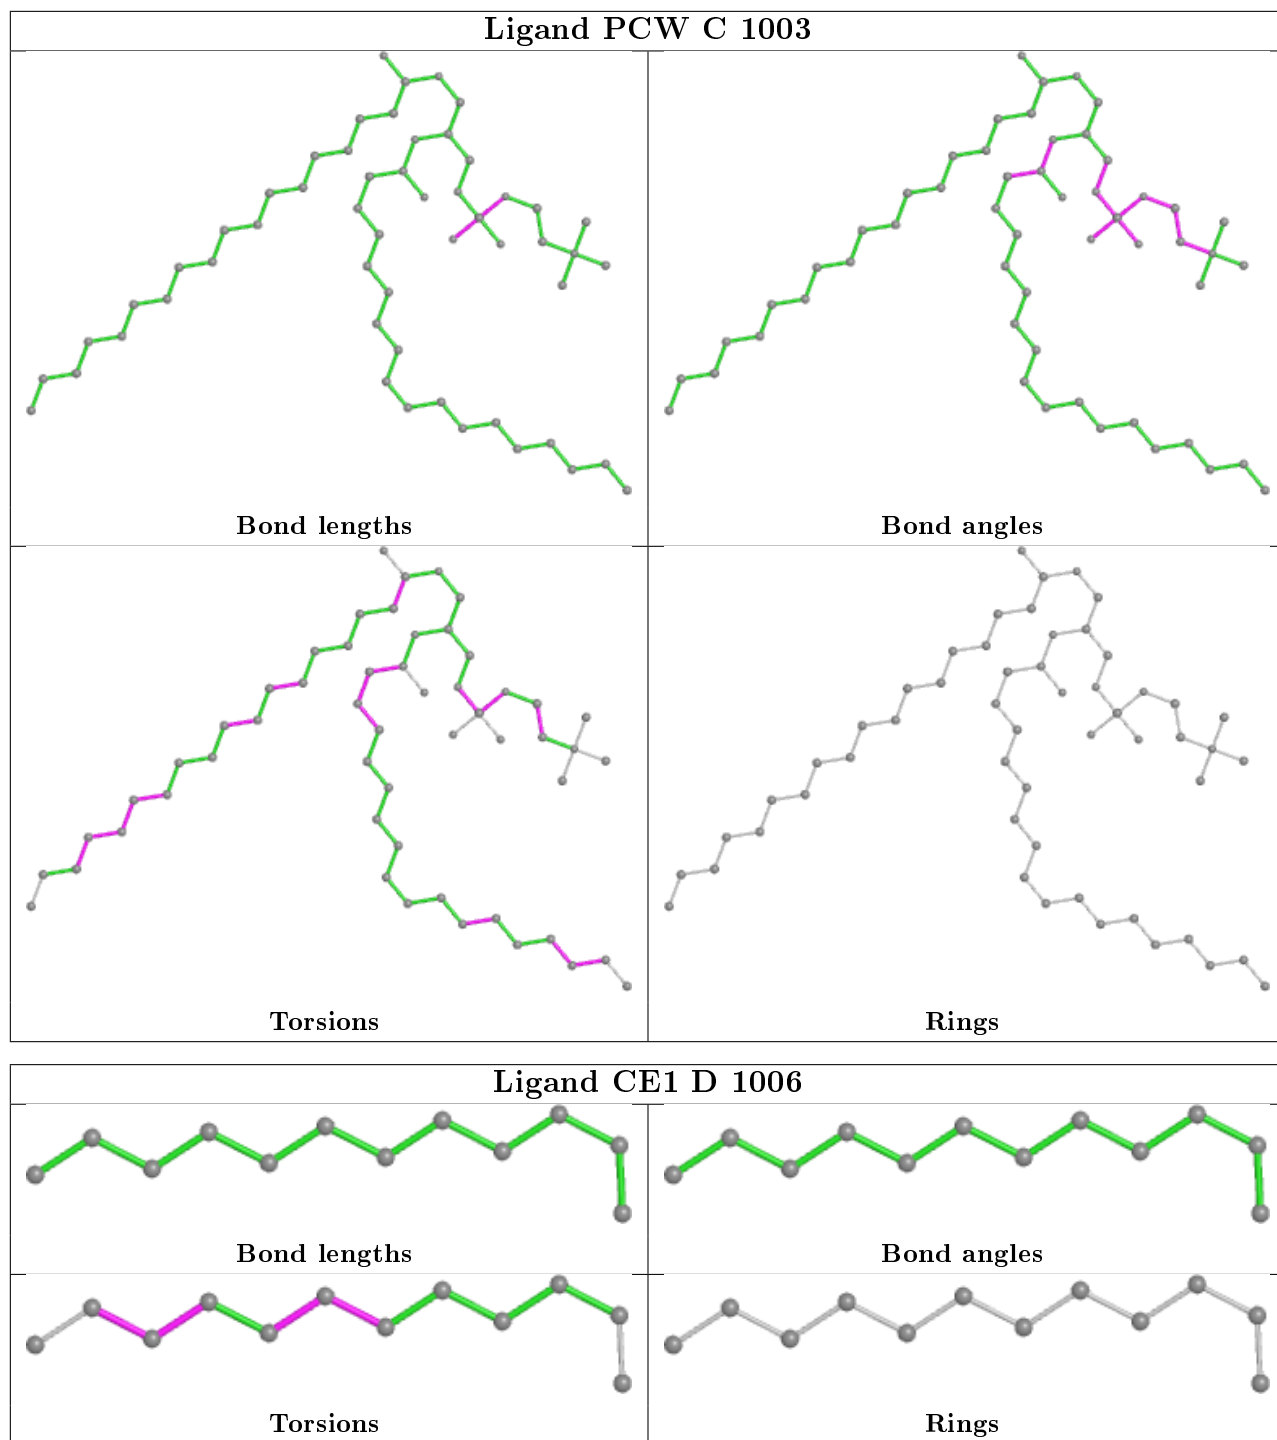 Ligand PCW C 1003
Bond lengths
Bond angles
Torsions
Rings
Ligand CE1 D 1006
Bond lengths
Bond angles
Torsions
Rings